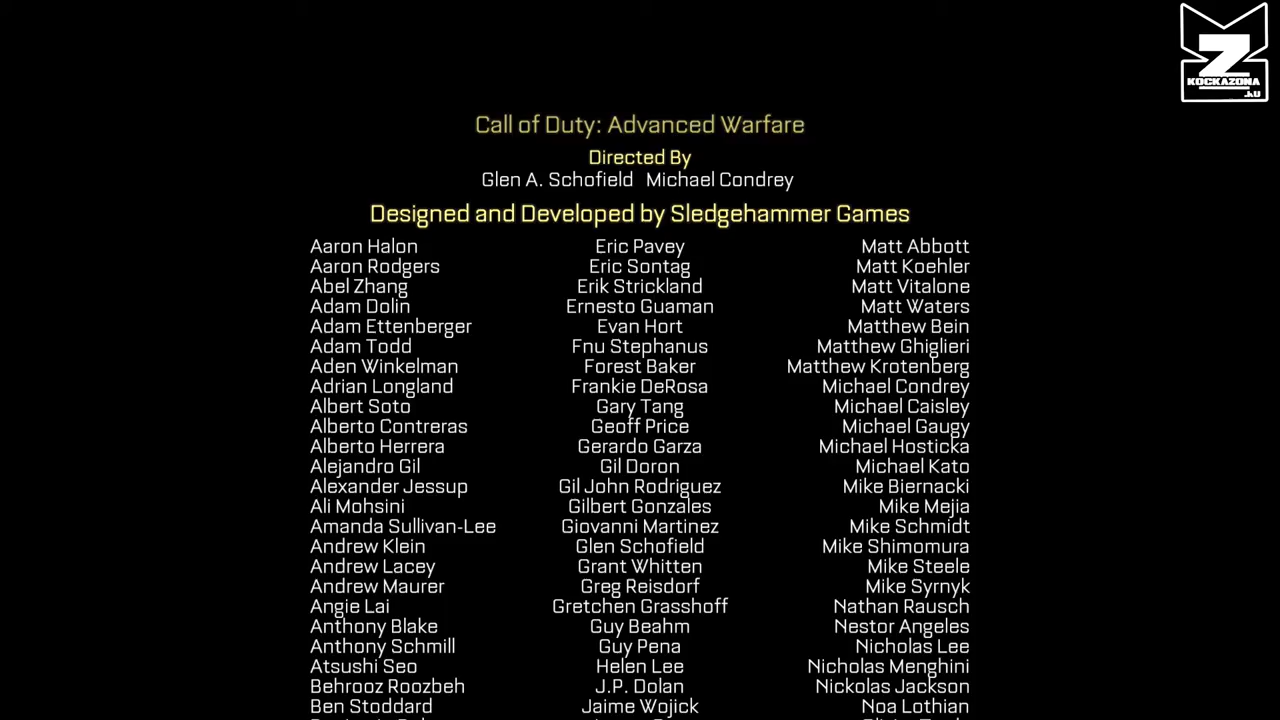 Z
KOCKAZONA
.HU
Call of Duty: Advanced Warfare
Directed By
Glen A. Schofield Michael Condrey
Designed and Developed by Sledgehammer Games
Aaron Halon Eric Pavey Matt Abbott
Aaron Rodgers Eric Sontag Matt Koehler
Abel Zhang Erik Strickland Matt Vitalone
Adam Dolin Ernesto Guaman Matt Waters
Adam Ettenberger Evan Hort Matthew Bein
Adam Todd Fnu Stephanus Matthew Ghiglieri
Aden Winkelman Forest Baker Matthew Krotenberg
Adrian Longland Frankie DeRosa Michael Condrey
Albert Soto Gary Tang Michael Caisley
Alberto Contreras Geoff Price Michael Gaugy
Alberto Herrera Gerardo Garza Michael Hosticka
Alejandro Gil Gil Doron Michael Kato
Alexander Jessup Gil John Rodriguez Mike Biernacki
Ali Mohsini Gilbert Gonzales Mike Mejia
Amanda Sullivan-Lee Giovanni Martinez Mike Schmidt
Andrew Klein Glen Schofield Mike Shimomura
Andrew Lacey Grant Whitten Mike Steele
Andrew Maurer Greg Reisdorf Mike Syrnyk
Angie Lai Gretchen Grasshoff Nathan Rausch
Anthony Blake Guy Beahm Nestor Angeles
Anthony Schmill Guy Pena Nicholas Lee
Atsushi Seo Helen Lee Nicholas Menghini
Behrooz Roozbeh J.P. Dolan Nickolas Jackson
Ben Stoddard Jaime Wojick Noa Lothian